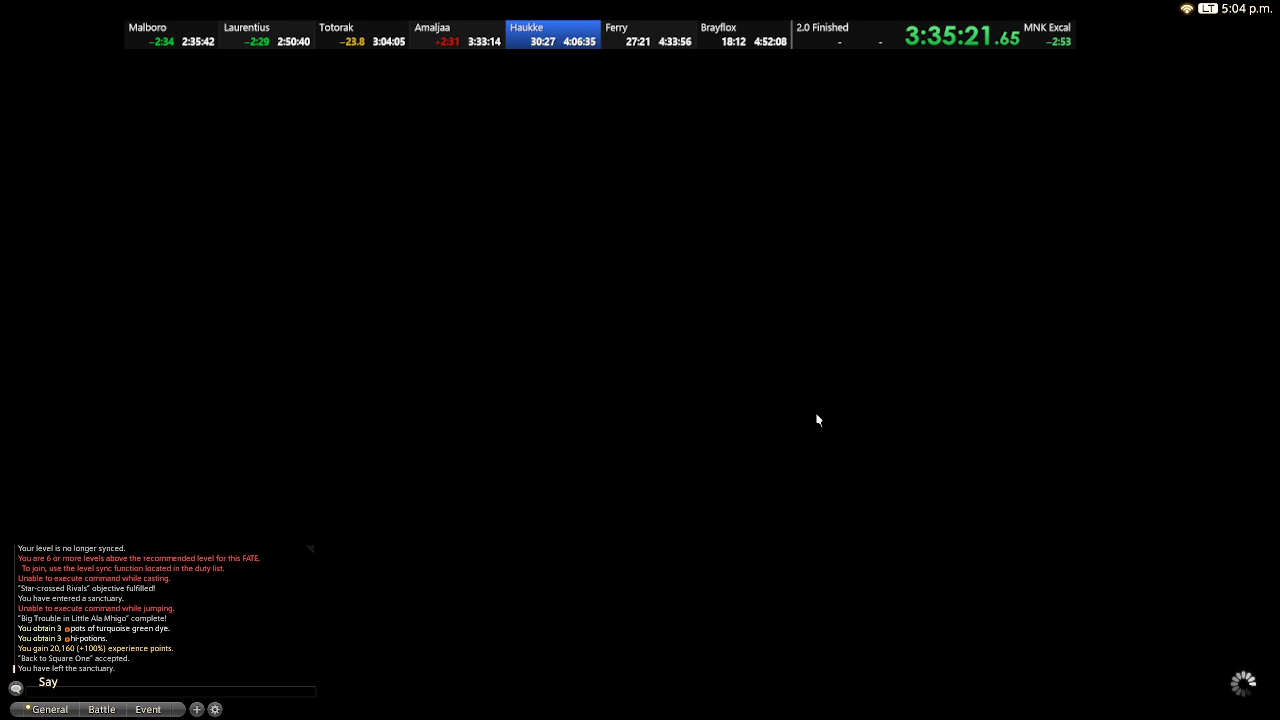 LT 5:04 p.m.
Malboro Laurentius Totorak Amaljaa Haukke Ferry Brayflox 2.0 Finished 3:35:21.65 MNK Excal
−2:34 2:35:42 −2:29 2:50:40 −23.8 3:04:05 +2:31 3:33:14 30:27 4:06:35 27:21 4:33:56 18:12 4:52:08 - - −2:53
Your level is no longer synced.
You are 6 or more levels above the recommended level for this FATE.
To join, use the level sync function located in the duty list.
Unable to execute command while casting.
"Star-crossed Rivals" objective fulfilled!
You have entered a sanctuary.
Unable to execute command while jumping.
"Big Trouble in Little Ala Mhigo" complete!
You obtain 3 pots of turquoise green dye.
You obtain 3 hi-potions.
You gain 20,160 (+100%) experience points.
"Back to Square One" accepted.
You have left the sanctuary.
Say
General Battle Event